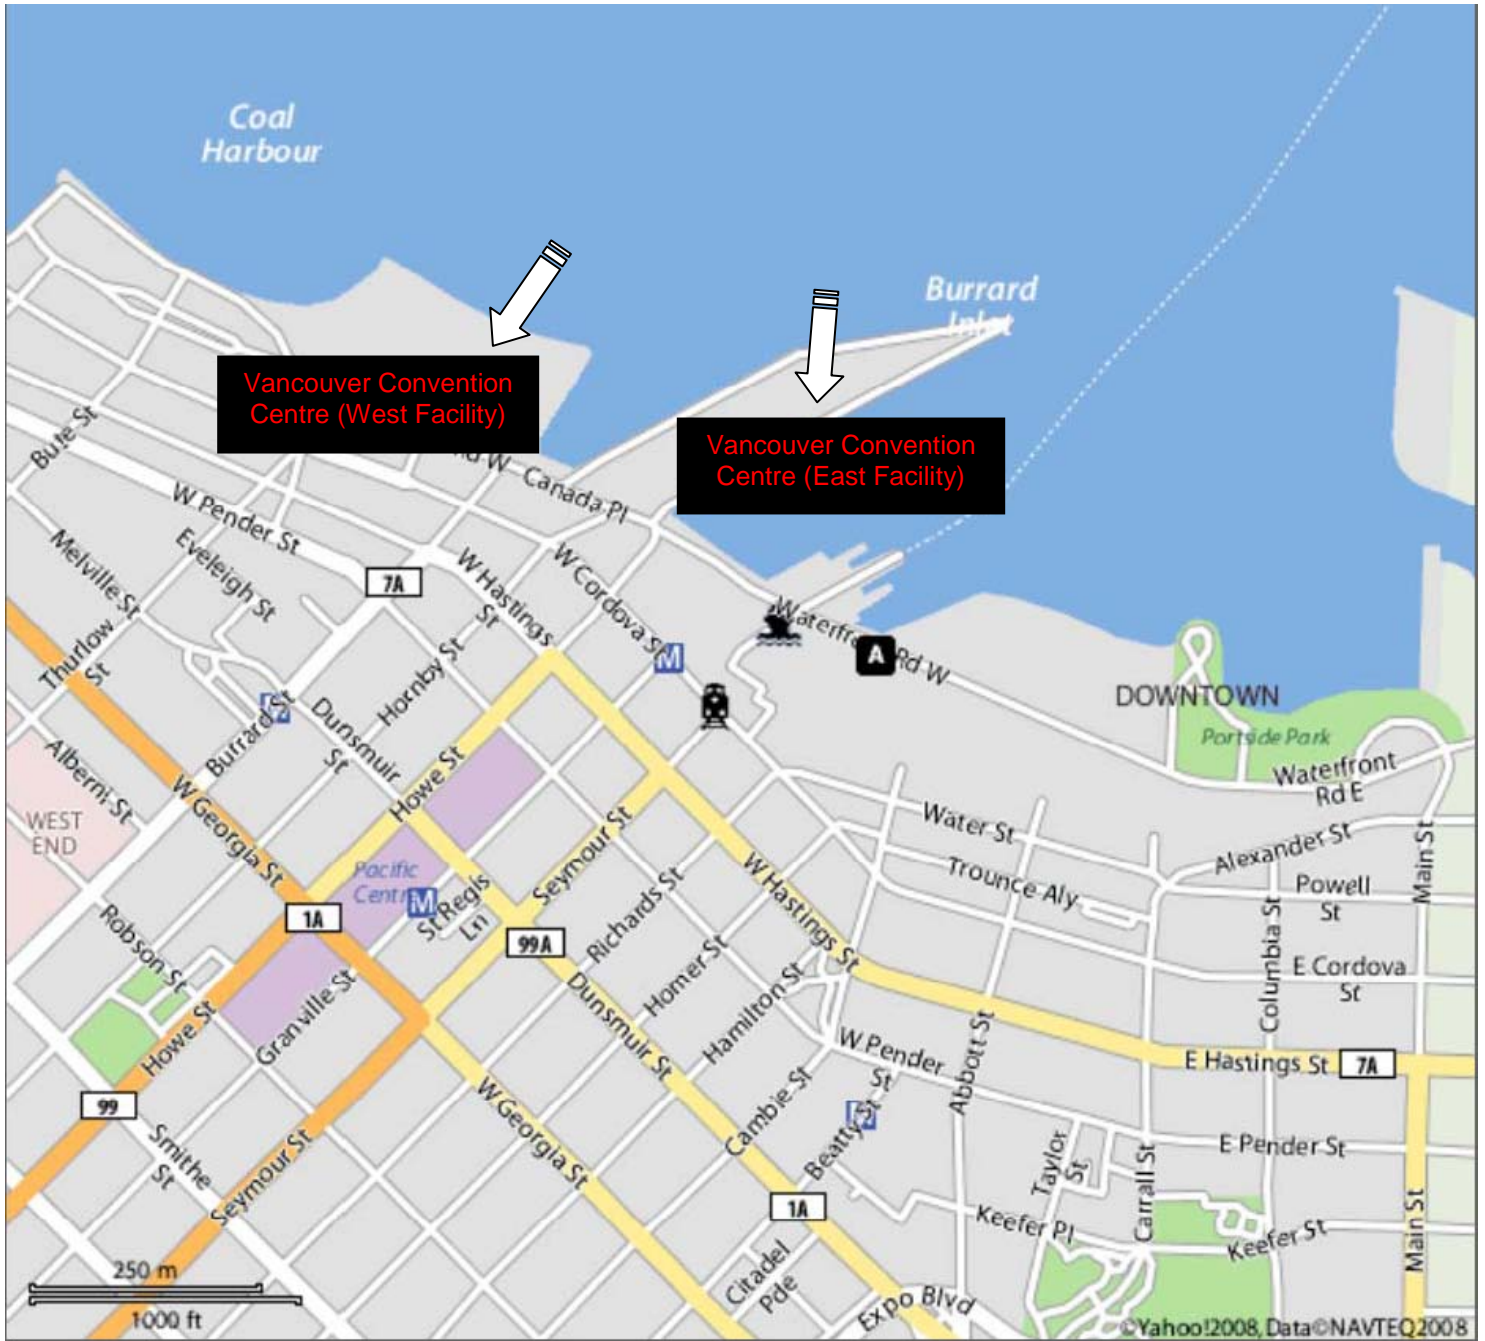 Coal
Harbour
Burrard
Inlet
Vancouver Convention
Centre (West Facility)
Vancouver Convention
Centre (East Facility)
Bute St
W
Canada Pl
W Pender St
Eveleigh St
Melville St
7A
W Hastings
St
W Cordova St
M
Waterfr
Rd W
A
DOWNTOWN
Portside Park
Waterfront
Rd E
Thurlow
St
Hornby St
Dunsmuir
St
Burrard St
Alberni St
W Georgia St
Howe St
WEST
END
Pacific
Centr
M
St Regis
Ln
Seymour St
1A
99A
Water St
Trounce Aly
Alexander St
Powell
St
Main St
W Hastings St
Richards St
Homer St
Hamilton St
Robson St
Granville St
Howe St
Dunsmuir St
Columbia St
E Cordova
St
W Pender
St
Abbott St
E Hastings St
7A
99
Smithe
St
Seymour St
W Georgia St
Cambie St
Beatty St
Taylor
St
Carrall St
E Pender St
1A
Keefer Pl
Keefer St
Main St
Citadel
Pde
Expo Blvd
250 m
1000 ft
©Yahoo!2008, Data©NAVTEQ2008